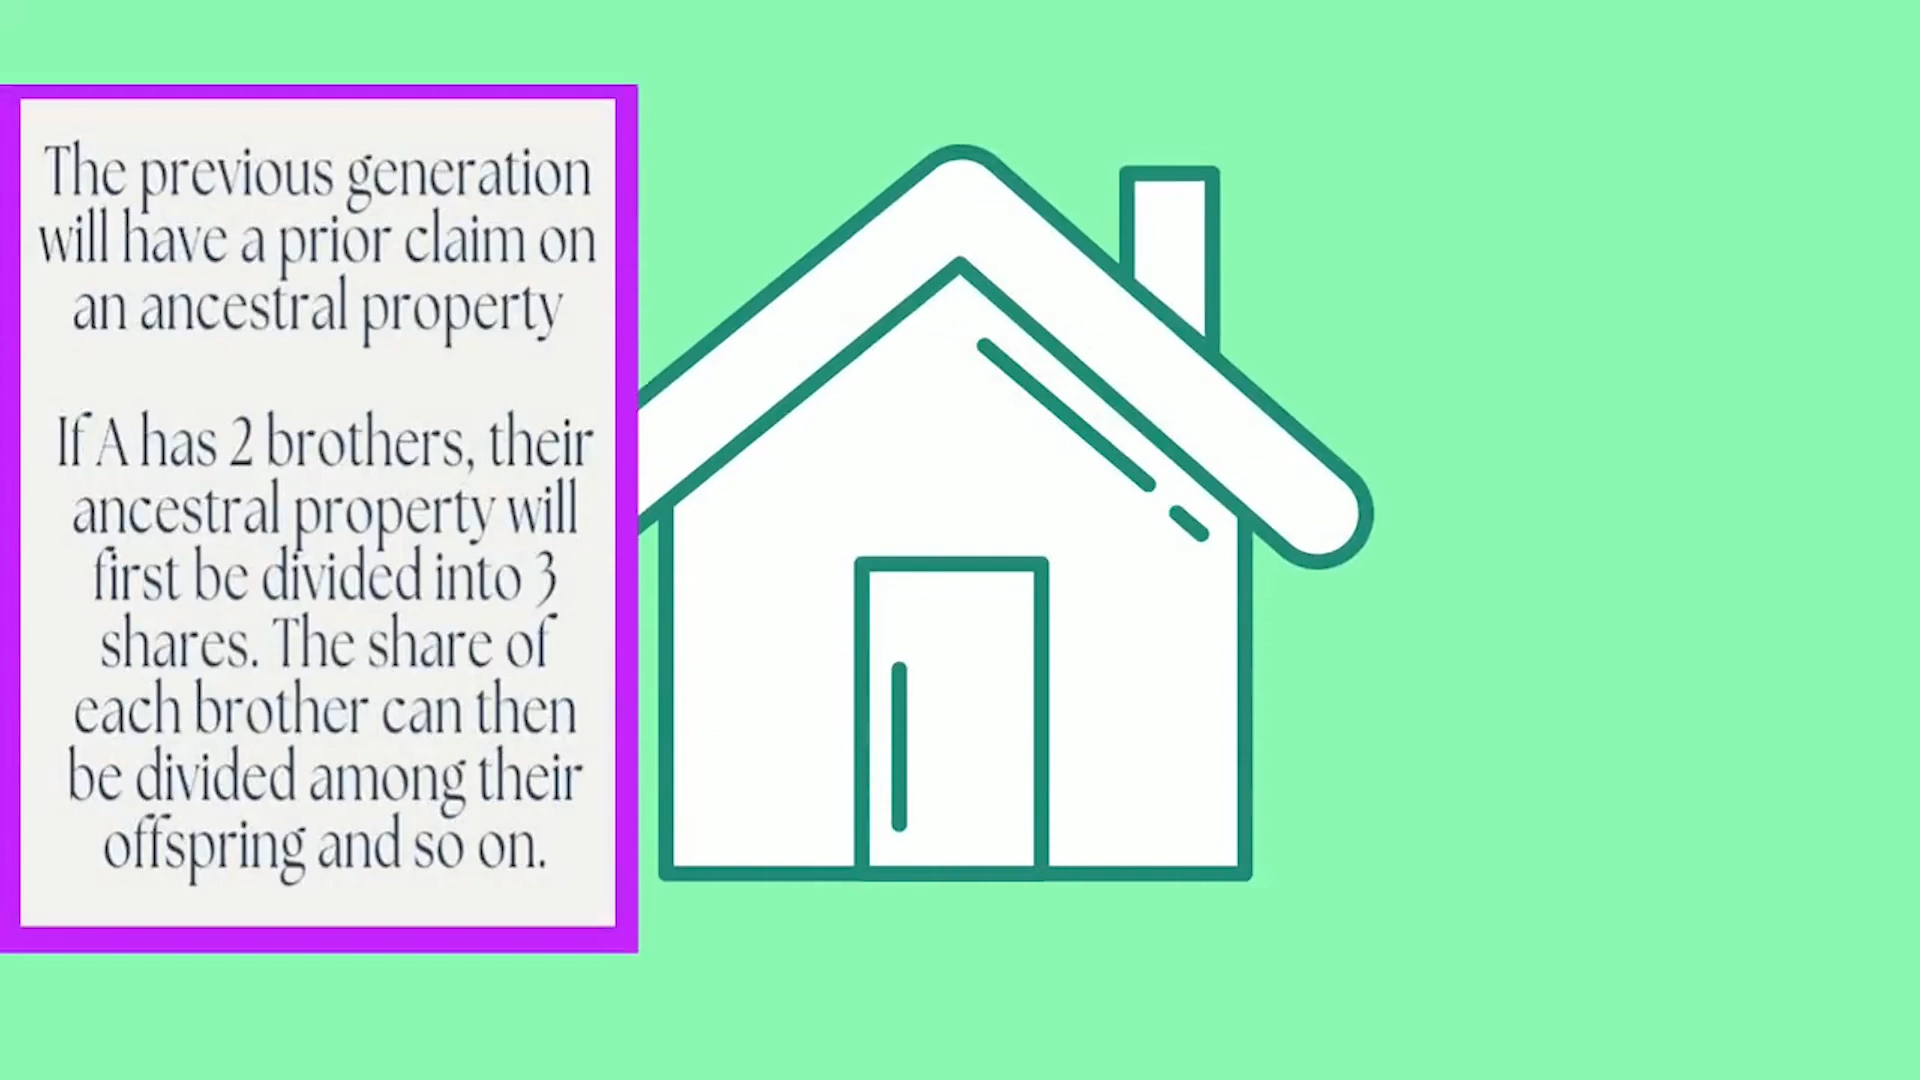 The previous generation
will have a prior claim on
an ancestral property
If A has 2 brothers, their
ancestral property will
first be divided into 3
shares. The share of
each brother can then
be divided among their
offspring and so on.